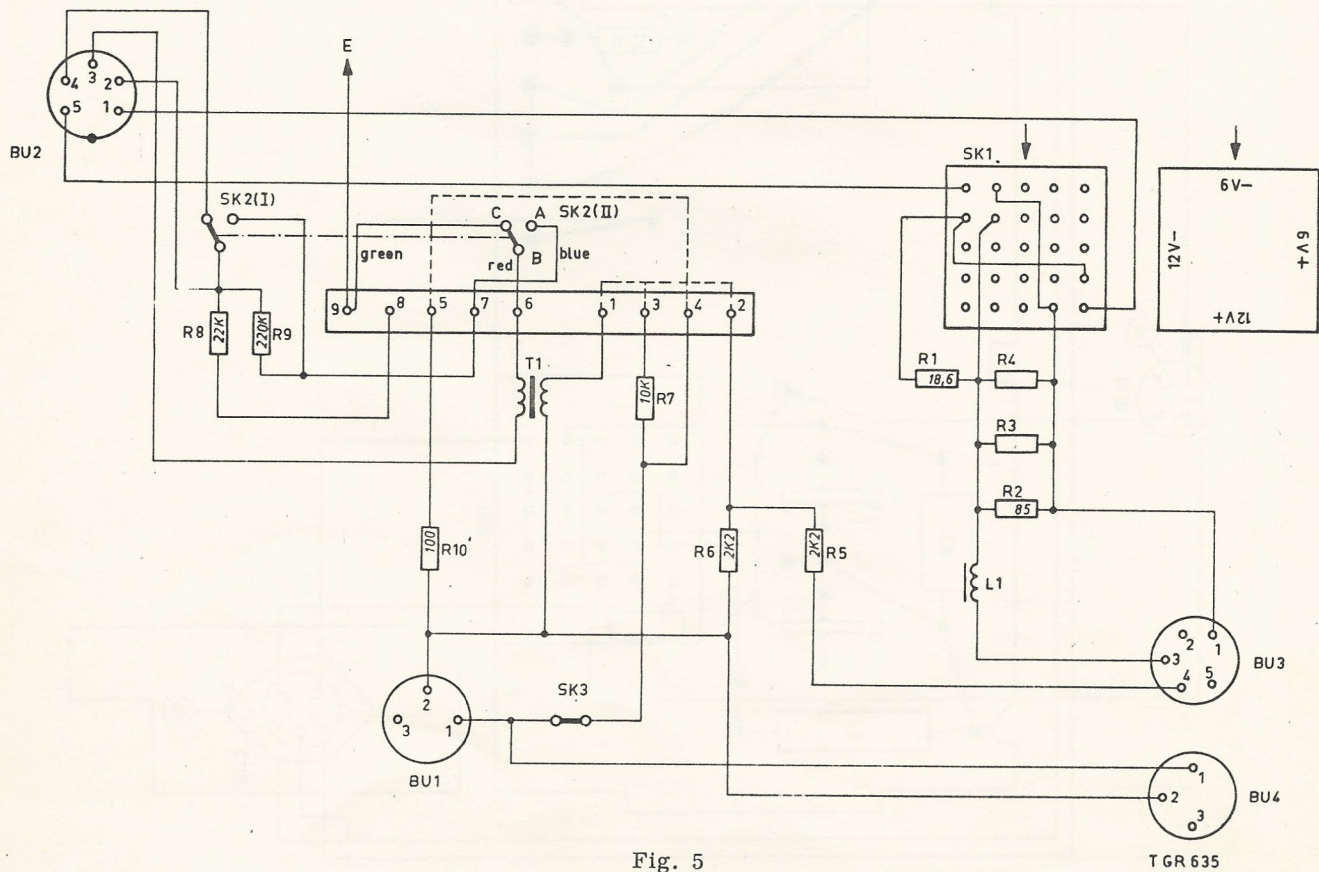 E
4
3
2
5
1
BU2
SK2(I)
C
A
SK2(II)
green
red
B
blue
SK1.
6V-
12V-
6V+
12V+
9
8
5
7
6
1
3
4
2
R8
22K
220K
R9
T1
10K
R7
R1
18,6
R4
R3
R2
85
100
R10
R6
2K2
2K2
R5
L1
2
1
3
4
5
BU3
2
3
1
BU1
SK3
1
2
3
BU4
Fig. 5
TGR 635